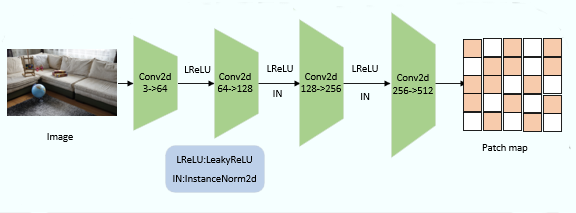 Image
Conv2d
3->64
LReLU
Conv2d
64->128
LReLU
IN
Conv2d
128->256
LReLU
IN
Conv2d
256->512
Patch map
LReLU:LeakyReLU
IN:InstanceNorm2d